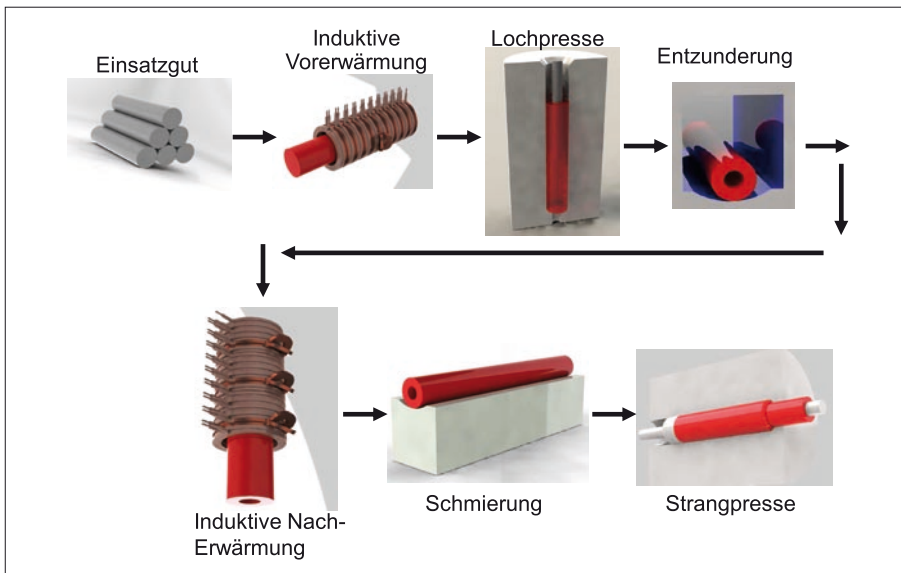 Einsatzgut
Induktive
Vorerwärmung
Lochpresse
Entzunderung
Induktive Nach-
Erwärmung
Schmierung
Strangpresse